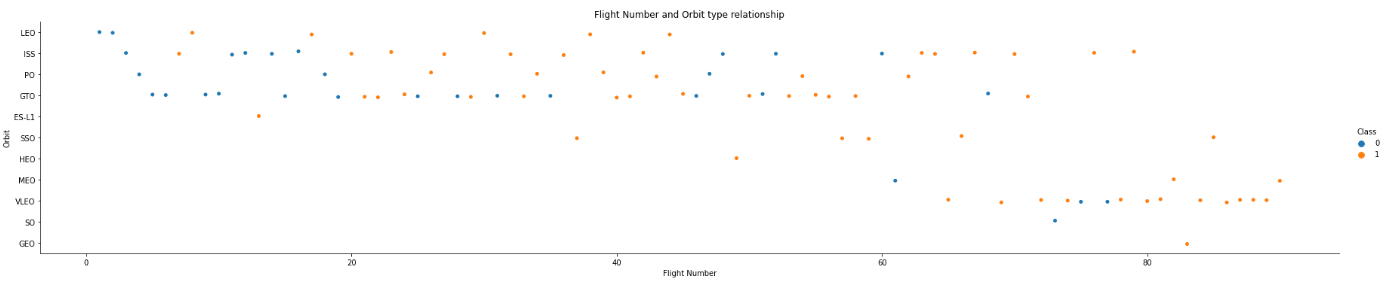 Flight Number and Orbit type relationship
LEO
ISS
PO
GTO
ES-L1
SSO
HEO
MEO
VLEO
SO
GEO
Orbit
0
20
40
60
80
Flight Number
Class
0
1